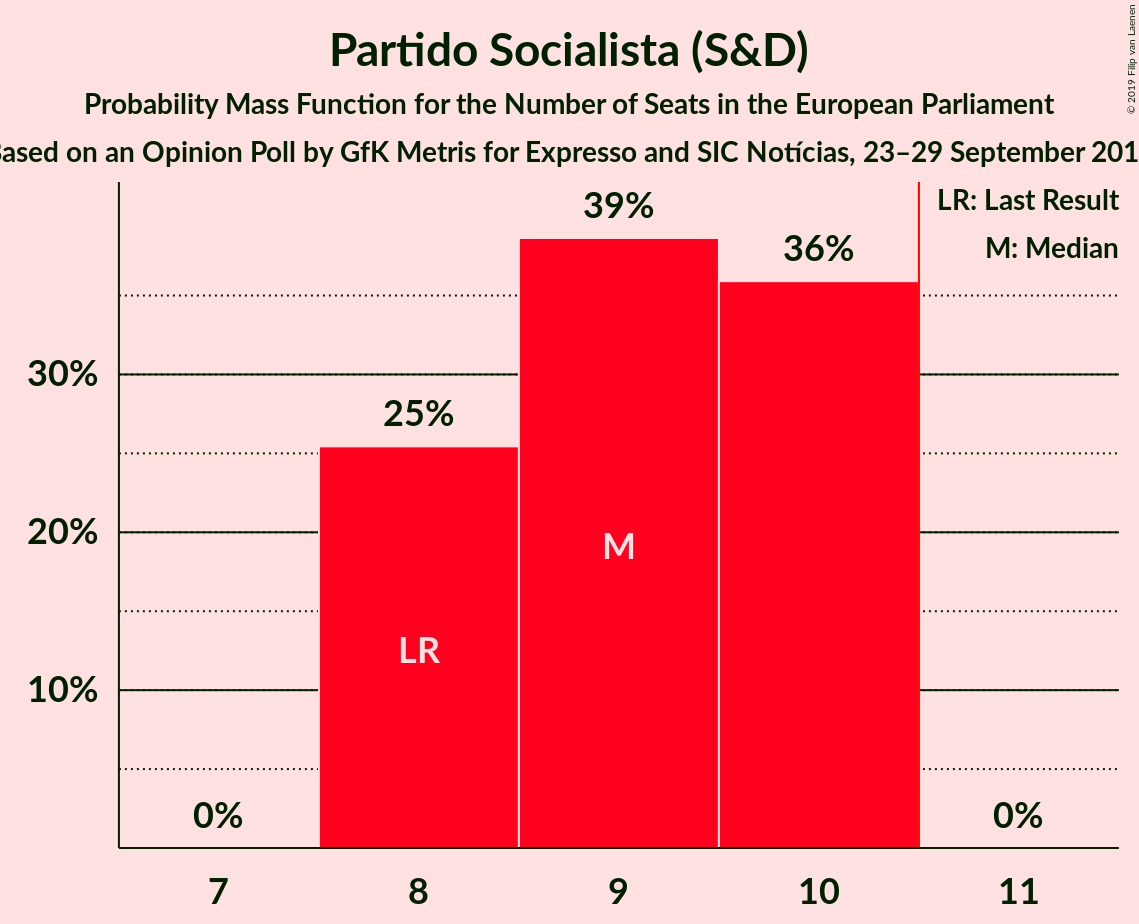 Partido Socialista (S&D)
Probability Mass Function for the Number of Seats in the European Parliament
ased on an Opinion Poll by GfK Metris for Expresso and SIC Notícias, 23–29 September 201
© 2019 Filip van Laenen
LR: Last Result
M: Median
39%
36%
30%
25%
20%
M
LR
10%
0%
0%
7
8
9
10
11